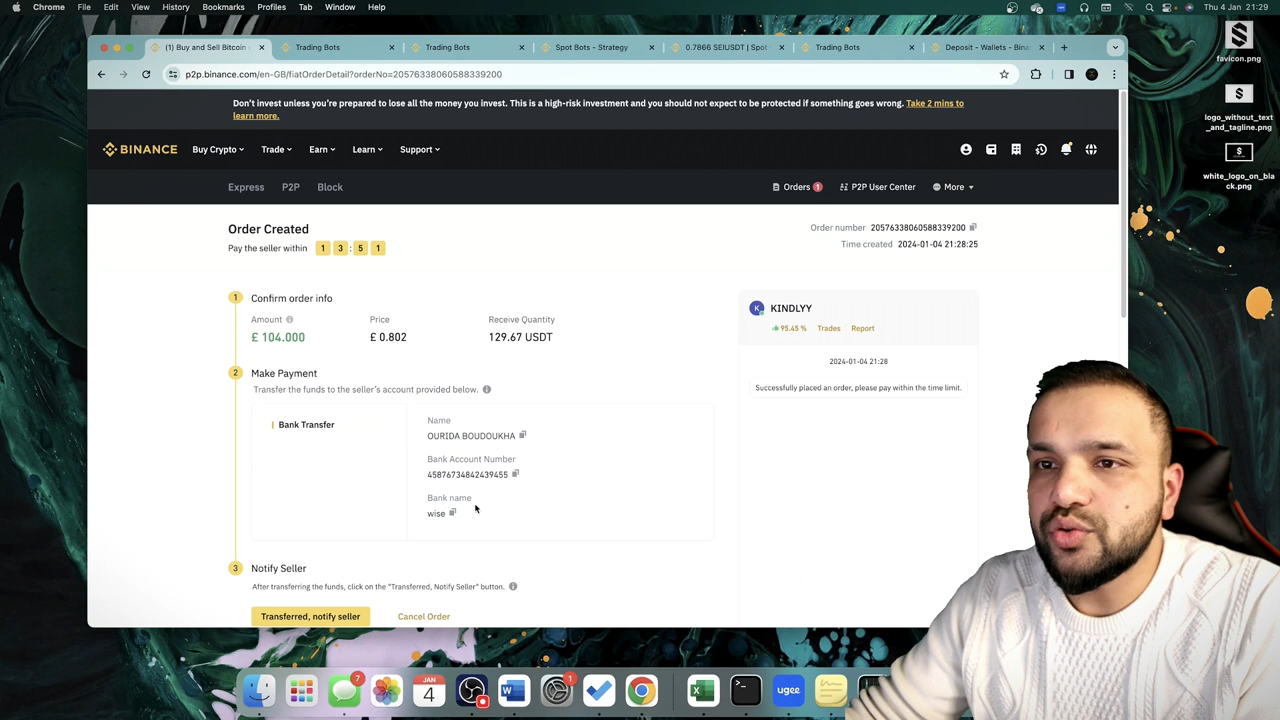 Chrome File Edit View History Bookmarks Profiles Tab Window Help
Thu 4 Jan 21:29
(1) Buy and Sell Bitcoin
Trading Bots
Trading Bots
Spot Bots - Strategy
0.7866 SEIUSDT | Spot
Trading Bots
Deposit - Wallets - Bina
p2p.binance.com/en-GB/fiatOrderDetail?orderNo=20576338060588339200
favicon.png
logo_without_text
_and_tagline.png
white_logo_on_bla
ck.png
Don't invest unless you're prepared to lose all the money you invest. This is a high-risk investment and you should not expect to be protected if something goes wrong. Take 2 mins to
learn more.
BINANCE
Buy Crypto
Trade
Earn
Learn
Support
Express
P2P
Block
Orders 1
P2P User Center
More
Order Created
Pay the seller within 1 3 : 5 1
Order number 20576338060588339200
Time created 2024-01-04 21:28:25
1 Confirm order info
Amount
Price
Receive Quantity
£ 104.000
£ 0.802
129.67 USDT
2 Make Payment
Transfer the funds to the seller's account provided below.
Bank Transfer
Name
OURIDA BOUDOUKHA
Bank Account Number
45876734842439455
Bank name
wise
3 Notify Seller
After transferring the funds, click on the "Transferred, Notify Seller" button.
Transferred, notify seller
Cancel Order
K KINDLYY
95.45 %
Trades
Report
2024-01-04 21:28
Successfully placed an order, please pay within the time limit.
7
JAN
4
W
1
X
>_
ugee